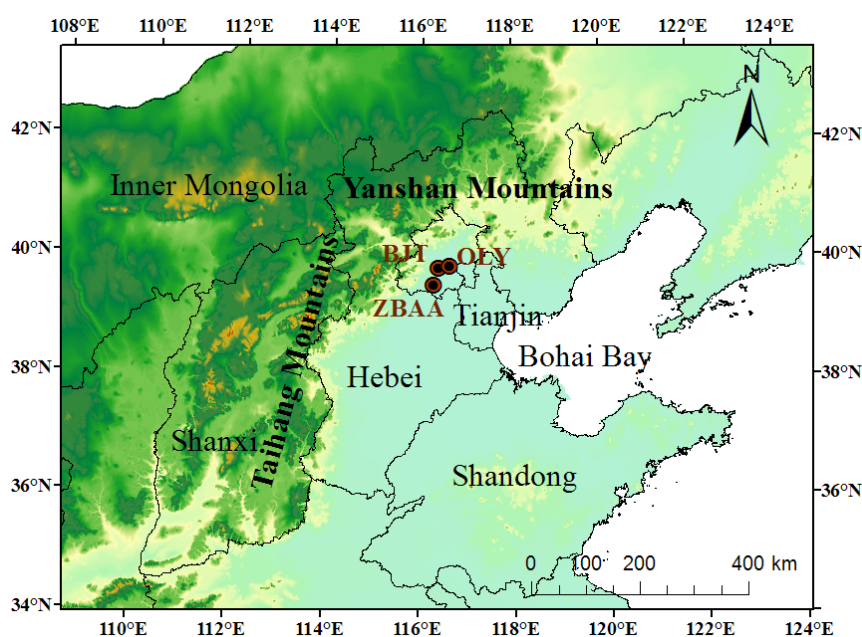 108°E 110°E 112°E 114°E 116°E 118°E 120°E 122°E 124°E
N
42°N 42°N
Inner Mongolia
Yanshan Mountains
40°N 40°N
BJT OLY
ZBAA
Tianjin
Taihang Mountains
Bohai Bay
38°N 38°N
Hebei
Shanxi
Shandong
36°N 36°N
0 100 200 400 km
34°N 34°N
110°E 112°E 114°E 116°E 118°E 120°E 122°E 124°E